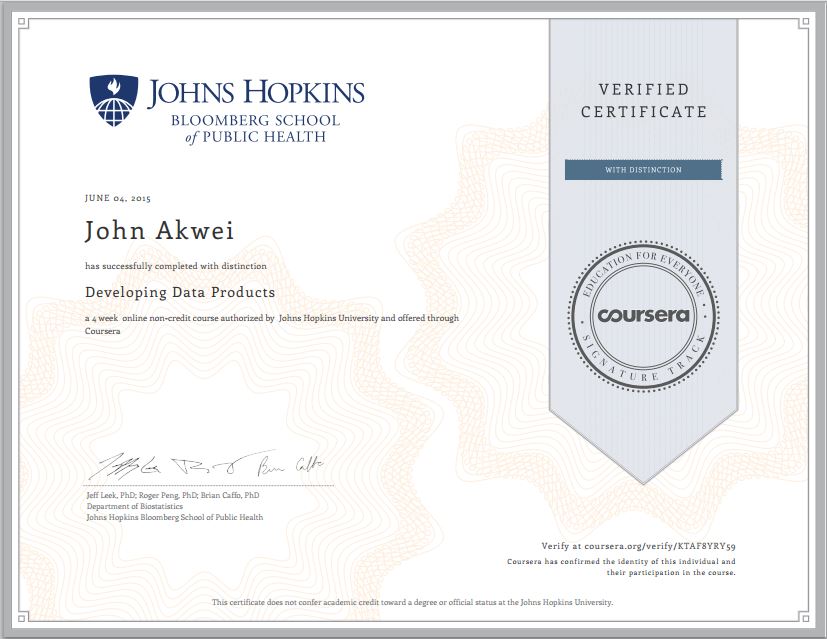 JOHNS HOPKINS
BLOOMBERG SCHOOL
of PUBLIC HEALTH
VERIFIED
CERTIFICATE
WITH DISTINCTION
JUNE 04, 2015
John Akwei
has successfully completed with distinction
Developing Data Products
a 4 week online non-credit course authorized by Johns Hopkins University and offered through
Coursera
EDUCATION FOR EVERYONE
coursera
SIGNATURE TRACK
Jeff Leek, PhD; Roger Peng, PhD; Brian Caffo, PhD
Department of Biostatistics
Johns Hopkins Bloomberg School of Public Health
Verify at coursera.org/verify/KTAF8YRY59
Coursera has confirmed the identity of this individual and
their participation in the course.
This certificate does not confer academic credit toward a degree or official status at the Johns Hopkins University.